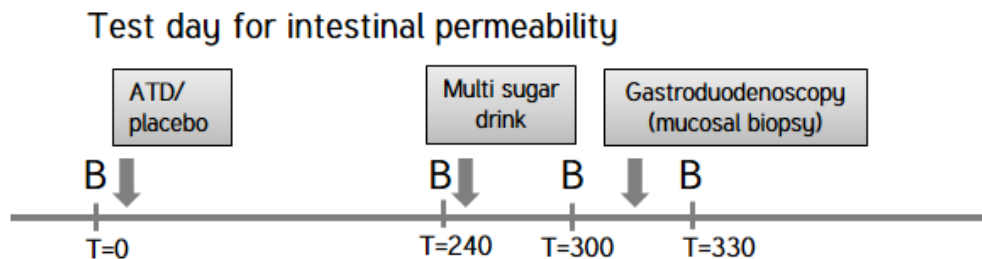 Test day for intestinal permeability
ATD/
placebo
Multi sugar
drink
Gastroduodenoscopy
(mucosal biopsy)
B
B
B
B
T=0
T=240
T=300
T=330